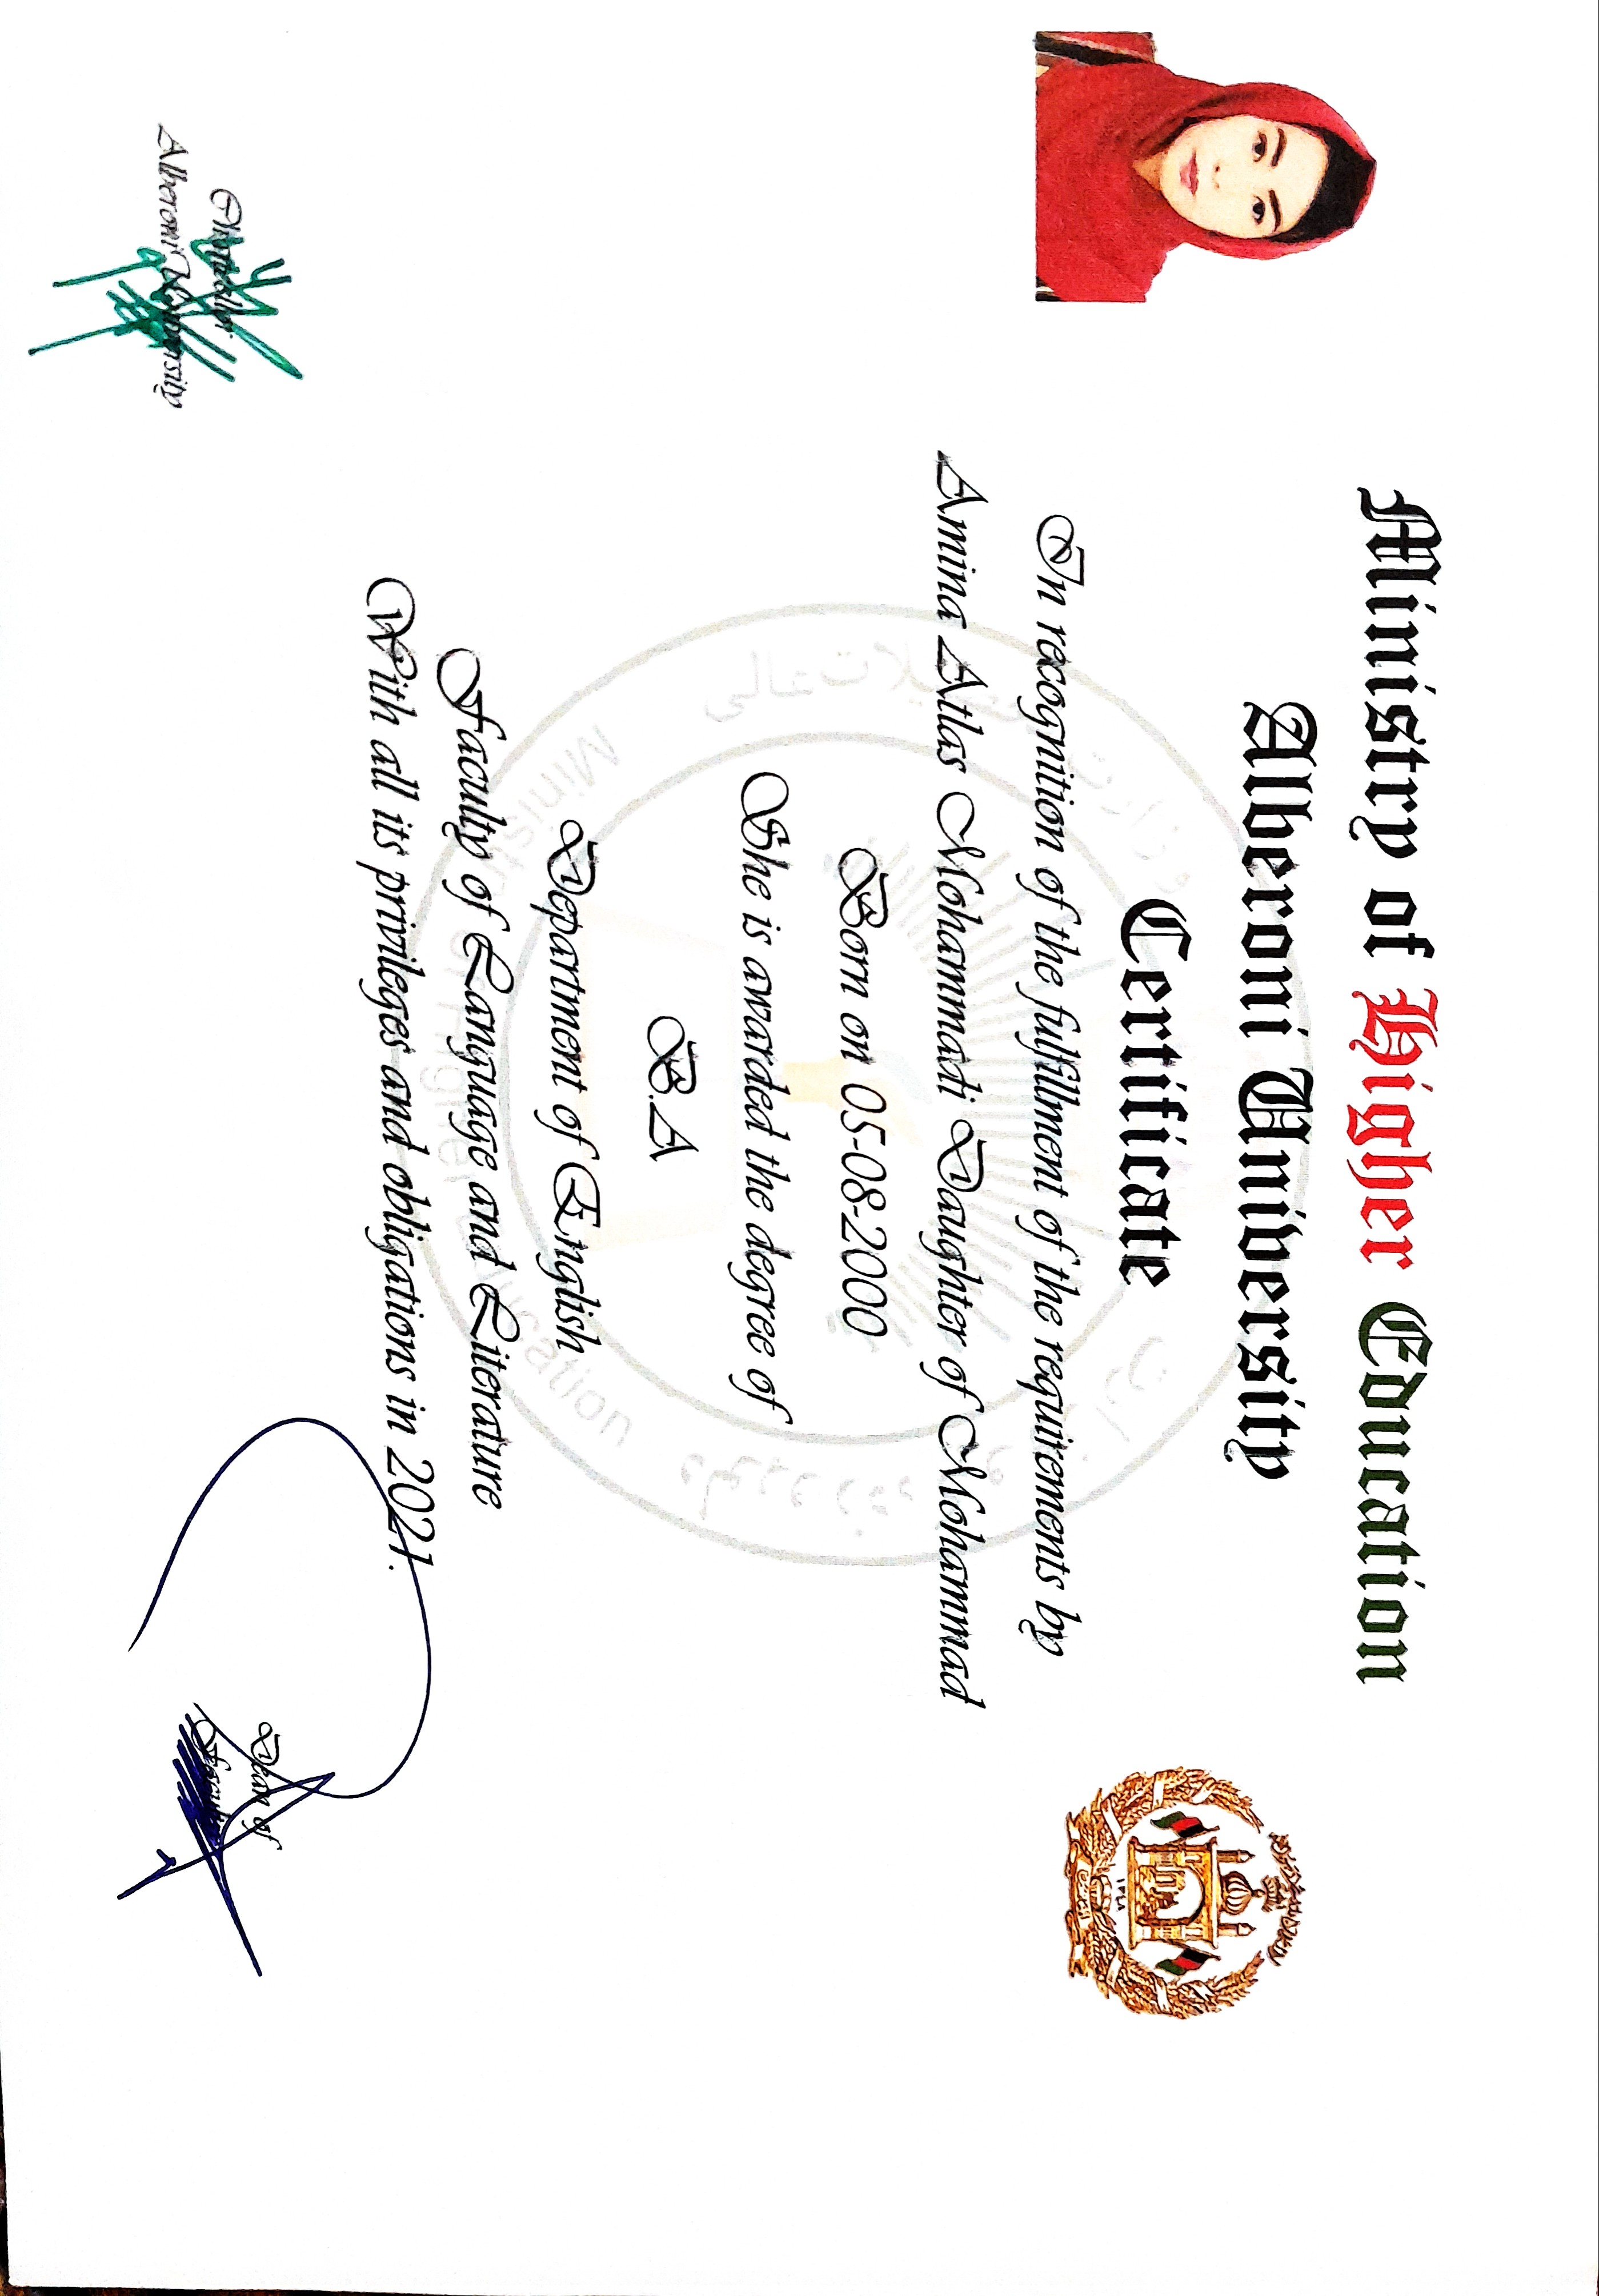 Ministry of Higher Education
Alberoni University
Certificate
In recognition of the fulfillment of the requirements by
Amina Atlas Mohammadi Daughter of Mohammad
Born on 05-08-2000
She is awarded the degree of
B.A
Department of English
Faculty of Language and Literature
With all its privileges and obligations in 2021.
Chancellor
Alberoni University
Dean of
Faculty
Ministry of Higher Education
١٢٩٨